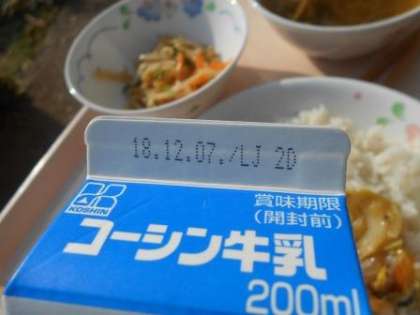 18.12.07./LJ 2D
KOSHIN
賞味期限
(開封前)
コーシン牛乳
200ml